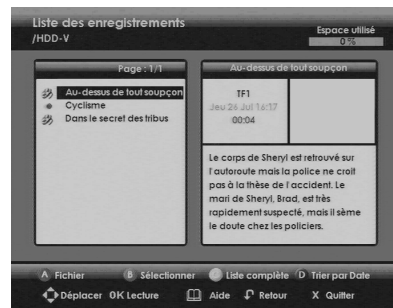 Liste des enregistrements
/HDD-V
Espace utilisé
0 %
Page : 1/1
Au-dessus de tout soupçon
Cyclisme
Dans le secret des tribus
Au-dessus de tout soupçon
TF1
Jeu 26 Jul 16:17
00:04
Le corps de Sheryl est retrouvé sur
l'autoroute mais la police ne croit
pas à la thèse de l'accident. Le
mari de Sheryl, Brad, est très
rapidement suspecté, mais il sème
le doute chez les policiers.
A Fichier B Sélectionner Liste complète D Trier par Date
Déplacer OK Lecture Aide Retour X Quitter